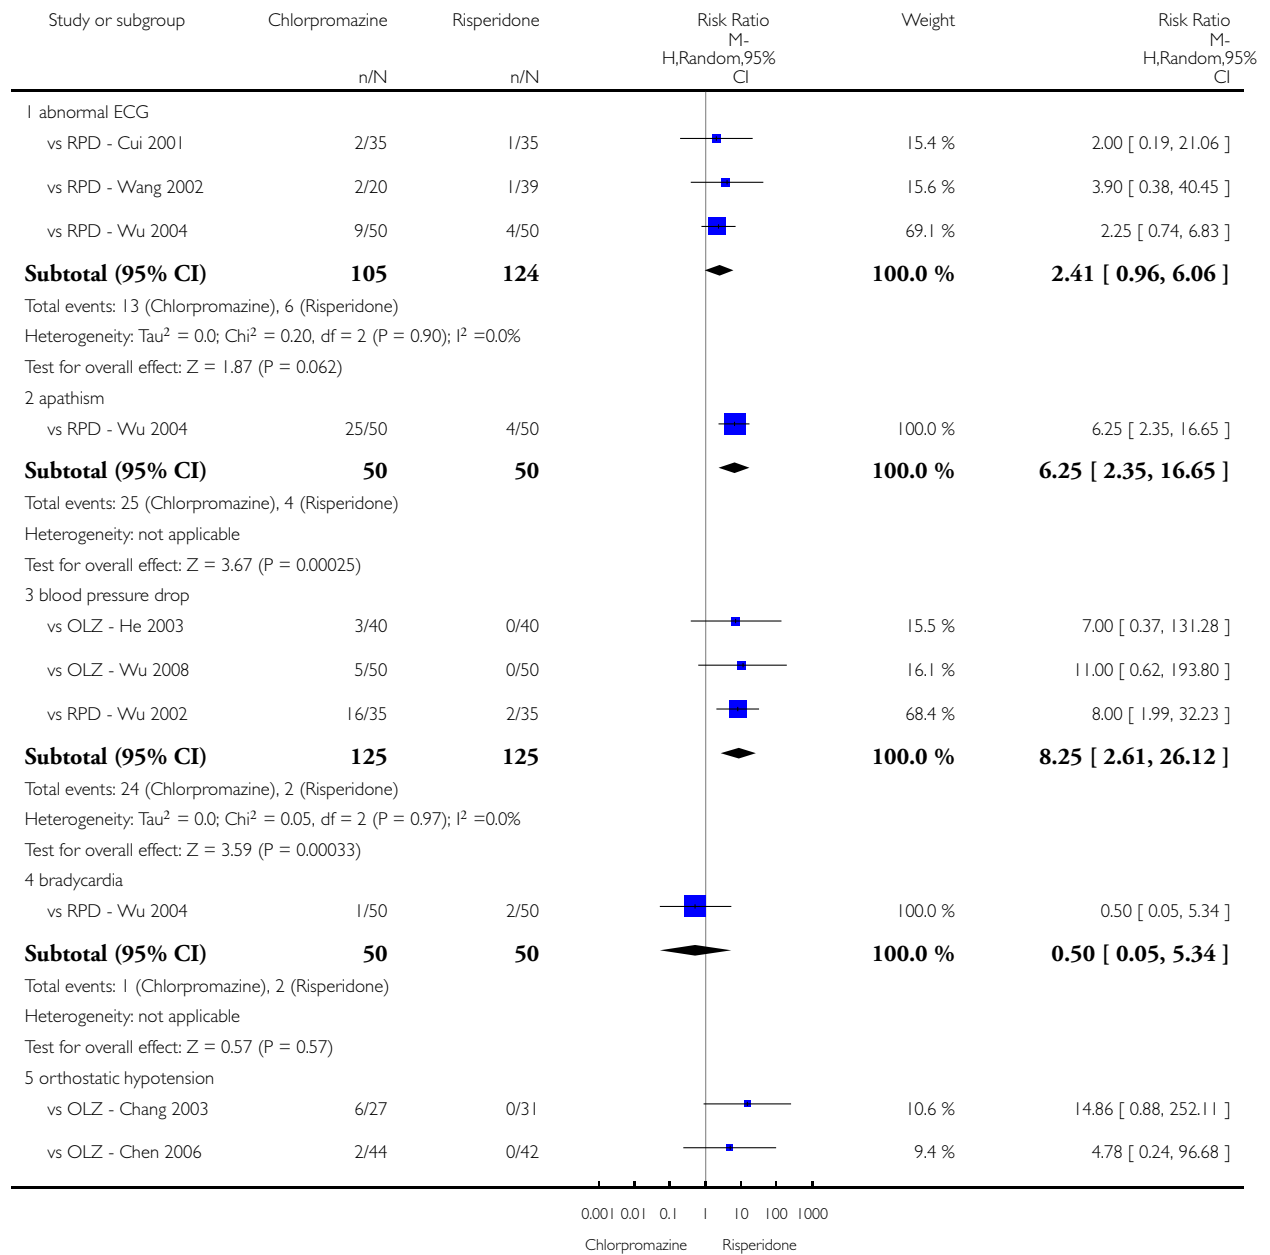 Study or subgroup Chlorpromazine Risperidone Risk Ratio Weight Risk Ratio
M- M-
H,Random,95% H,Random,95%
n/N n/N CI CI
1 abnormal ECG
vs RPD - Cui 2001 2/35 1/35 15.4 % 2.00 [ 0.19, 21.06 ]
vs RPD - Wang 2002 2/20 1/39 15.6 % 3.90 [ 0.38, 40.45 ]
vs RPD - Wu 2004 9/50 4/50 69.1 % 2.25 [ 0.74, 6.83 ]
Subtotal (95% CI) 105 124 100.0 % 2.41 [ 0.96, 6.06 ]
Total events: 13 (Chlorpromazine), 6 (Risperidone)
Heterogeneity: Tau² = 0.0; Chi² = 0.20, df = 2 (P = 0.90); I² =0.0%
Test for overall effect: Z = 1.87 (P = 0.062)
2 apathism
vs RPD - Wu 2004 25/50 4/50 100.0 % 6.25 [ 2.35, 16.65 ]
Subtotal (95% CI) 50 50 100.0 % 6.25 [ 2.35, 16.65 ]
Total events: 25 (Chlorpromazine), 4 (Risperidone)
Heterogeneity: not applicable
Test for overall effect: Z = 3.67 (P = 0.00025)
3 blood pressure drop
vs OLZ - He 2003 3/40 0/40 15.5 % 7.00 [ 0.37, 131.28 ]
vs OLZ - Wu 2008 5/50 0/50 16.1 % 11.00 [ 0.62, 193.80 ]
vs RPD - Wu 2002 16/35 2/35 68.4 % 8.00 [ 1.99, 32.23 ]
Subtotal (95% CI) 125 125 100.0 % 8.25 [ 2.61, 26.12 ]
Total events: 24 (Chlorpromazine), 2 (Risperidone)
Heterogeneity: Tau² = 0.0; Chi² = 0.05, df = 2 (P = 0.97); I² =0.0%
Test for overall effect: Z = 3.59 (P = 0.00033)
4 bradycardia
vs RPD - Wu 2004 1/50 2/50 100.0 % 0.50 [ 0.05, 5.34 ]
Subtotal (95% CI) 50 50 100.0 % 0.50 [ 0.05, 5.34 ]
Total events: 1 (Chlorpromazine), 2 (Risperidone)
Heterogeneity: not applicable
Test for overall effect: Z = 0.57 (P = 0.57)
5 orthostatic hypotension
vs OLZ - Chang 2003 6/27 0/31 10.6 % 14.86 [ 0.88, 252.11 ]
vs OLZ - Chen 2006 2/44 0/42 9.4 % 4.78 [ 0.24, 96.68 ]
0.001 0.01 0.1 1 10 100 1000
Chlorpromazine Risperidone